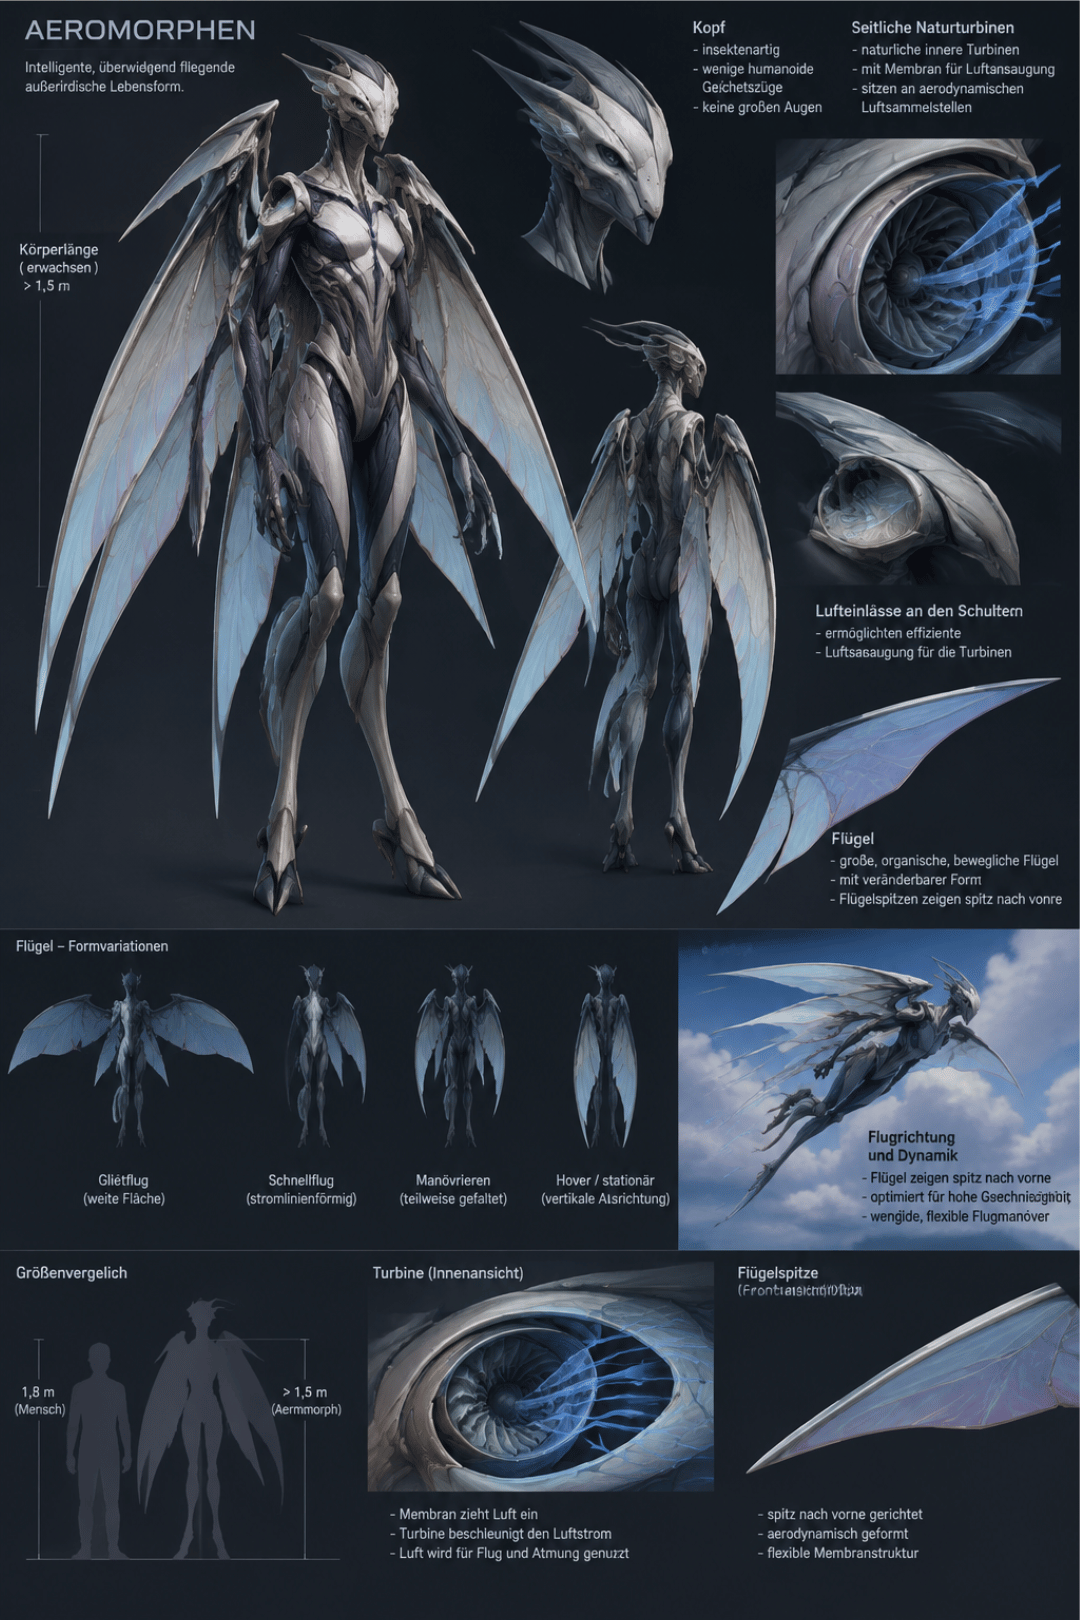 AEROMORPHEN
Intelligente, überwidgend fliegende
außerirdische Lebensform.
Körperlänge
( erwachsen )
> 1,5 m
Kopf
- insektenartig
- wenige humanoide
Geíchetszüge
- keine großen Augen
Seitliche Naturturbinen
- naturliche innere Turbinen
- mit Membran für Luftansaugung
- sitzen an aerodynamischen
Luftsammelstellen
Lufteinlässe an den Schultern
- ermöglichten effiziente
- Luftsasaugung für die Turbinen
Flügel
- große, organische, bewegliche Flügel
- mit veränderbarer Form
- Flügelspitzen zeigen spitz nach vonre
Flügel – Formvariationen
Gliétflug
(weite Fläche)
Schnellflug
(stromlinienförmig)
Manövrieren
(teilweise gefaltet)
Hover / stationär
(vertikale Atsrichtung)
Flugrichtung
und Dynamik
- Flügel zeigen spitz nach vorne
- optimiert für hohe
- wengide, flexible Flugmanöver
Größenvergelich
1,8 m
(Mensch)
> 1,5 m
(Aermmorph)
Turbine (Innenansicht)
- Membran zieht Luft ein
- Turbine beschleunigt den Luftstrom
- Luft wird für Flug und Atmung genuzzt
Flügelspitze
- spitz nach vorne gerichtet
- aerodynamisch geformt
- flexible Membranstruktur